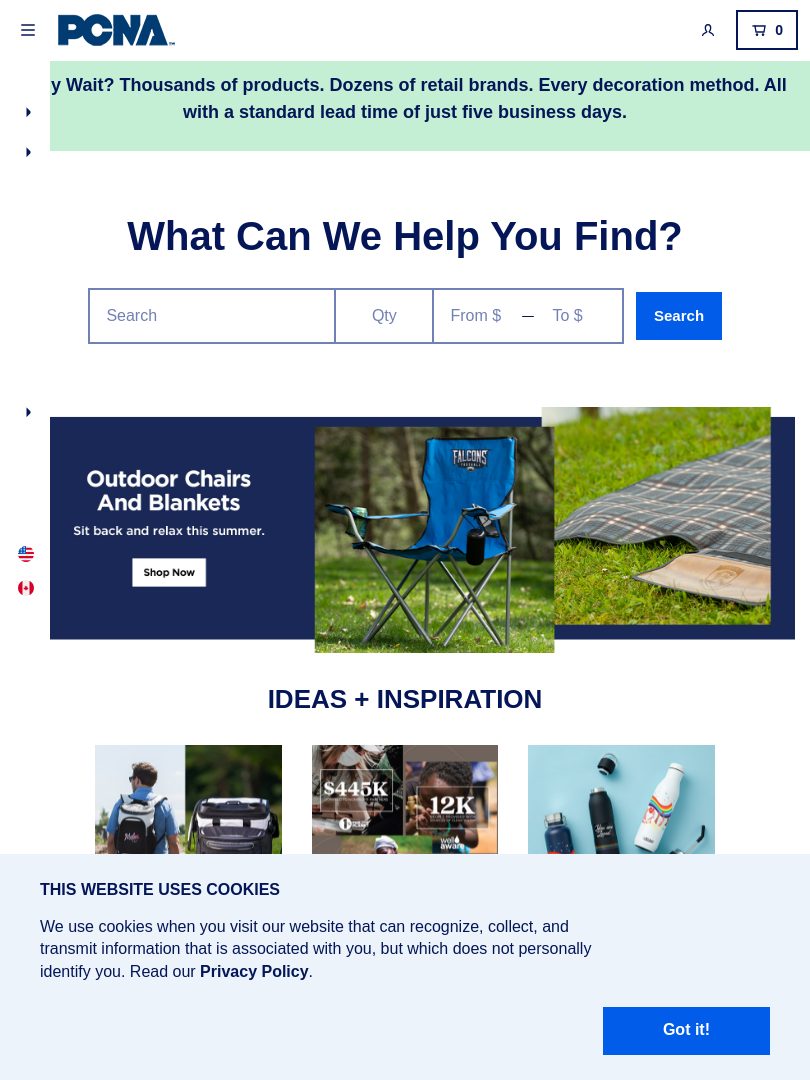 PCNA
0
y Wait? Thousands of products. Dozens of retail brands. Every decoration method. All
with a standard lead time of just five business days.
What Can We Help You Find?
Search
Qty
From $
—
To $
Search
Outdoor Chairs
And Blankets
Sit back and relax this summer.
Shop Now
FALCONS
IDEAS + INSPIRATION
$445K
12K
well
aware
THIS WEBSITE USES COOKIES
We use cookies when you visit our website that can recognize, collect, and
transmit information that is associated with you, but which does not personally
identify you. Read our Privacy Policy.
Got it!